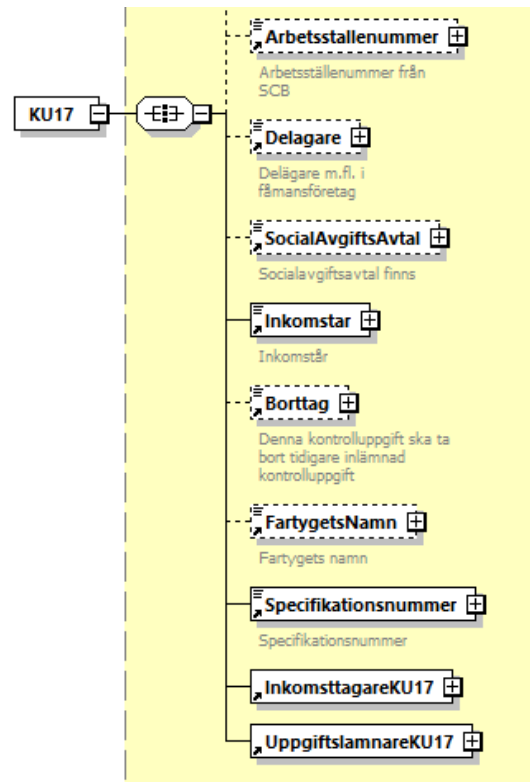 Arbetsstallenummer
Arbetsställenummer från
SCB
KU17
Delagare
Delägare m.fl. i
fåmansföretag
SocialAvgiftsAvtal
Socialavgiftsavtal finns
Inkomstar
Inkomstår
Borttag
Denna kontrolluppgift ska ta
bort tidigare inlämnad
kontrolluppgift
FartygetsNamn
Fartygets namn
Specifikationsnummer
Specifikationsnummer
InkomsttagareKU17
UppgiftslamnareKU17